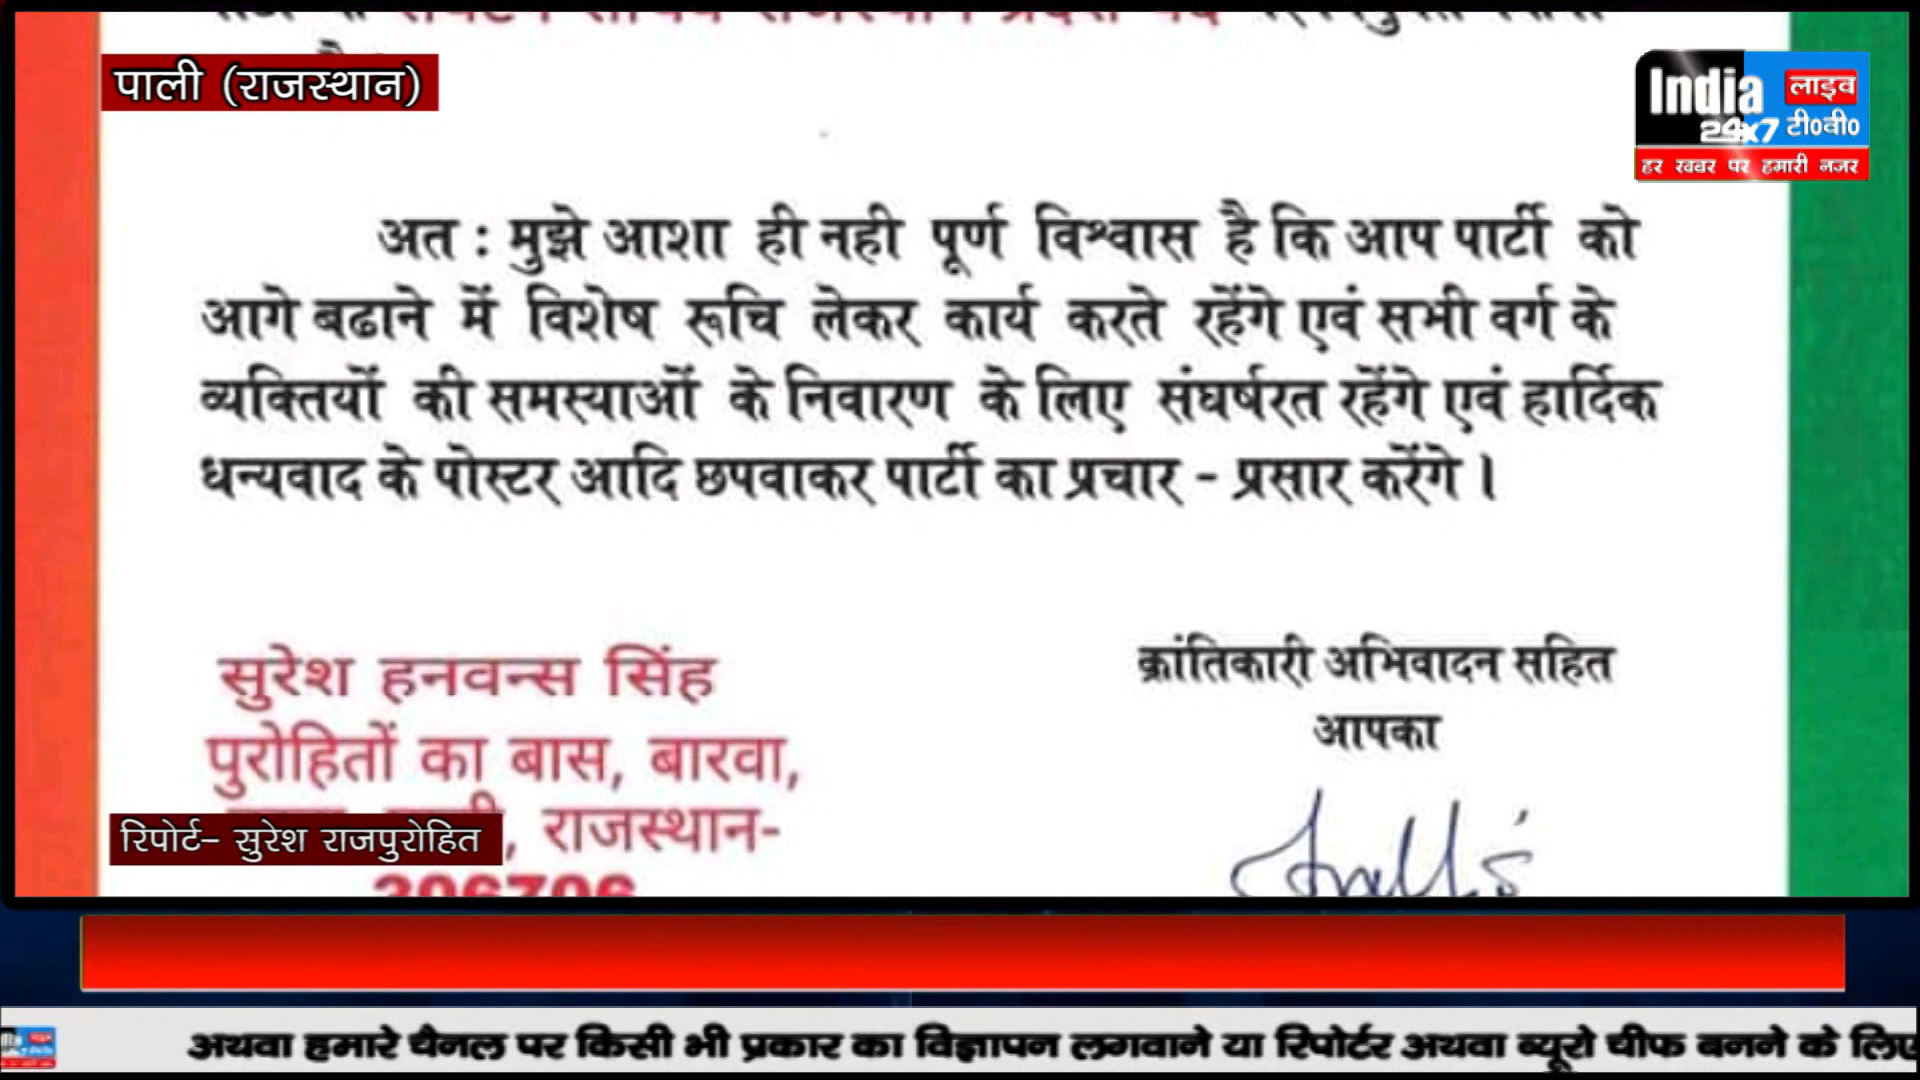 पाली (राजस्थान)
India लाइव
24x7 टी०वी०
हर खबर पर हमारी नजर
अत : मुझे आशा ही नही पूर्ण विश्वास है कि आप पार्टी को
आगे बढाने में विशेष रूचि लेकर कार्य करते रहेंगे एवं सभी वर्ग के
व्यक्तियों की समस्याओं के निवारण के लिए संघर्षरत रहेंगे एवं हार्दिक
धन्यवाद के पोस्टर आदि छपवाकर पार्टी का प्रचार - प्रसार करेंगे ।
सुरेश हनवन्स सिंह
पुरोहितों का बास, बारवा,
राजस्थान-
क्रांतिकारी अभिवादन सहित
आपका
रिपोर्ट- सुरेश राजपुरोहित
अथवा हमारे चैनल पर किसी भी प्रकार का विज्ञापन लगवाने या रिपोर्टर अथवा ब्यूरो चीफ बनने के लिए